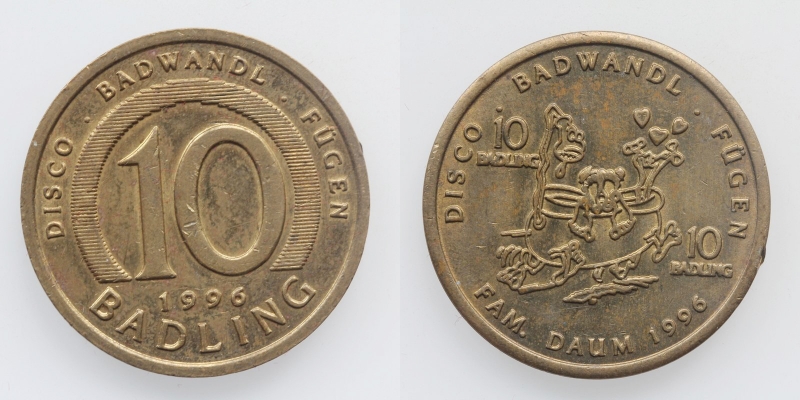 DISCO · BADWANDL · FÜGEN
10
1996
BADLING
DISCO BADWANDL · FÜGEN
10
BADLING
10
BADLING
FAM. DAUM 1996